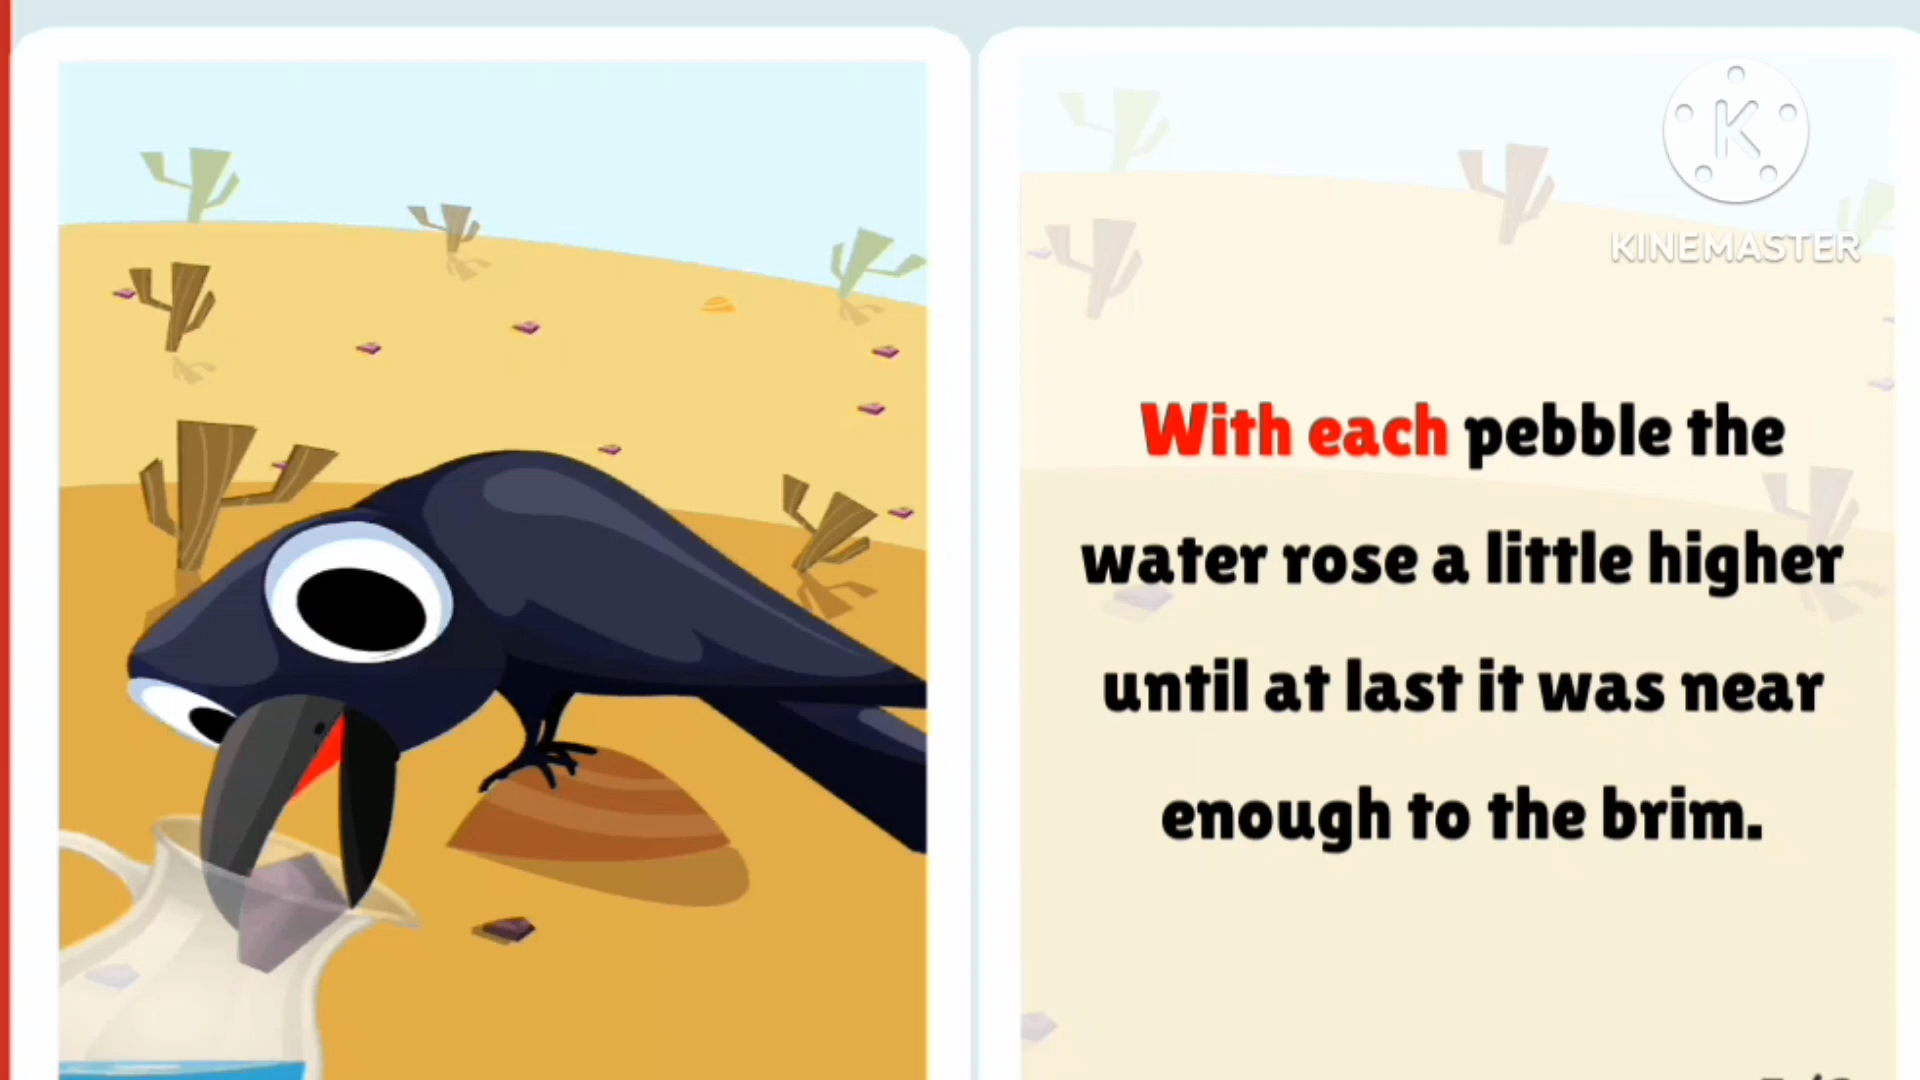 K
KINEMASTER
With each pebble the
water rose a little higher
until at last it was near
enough to the brim.